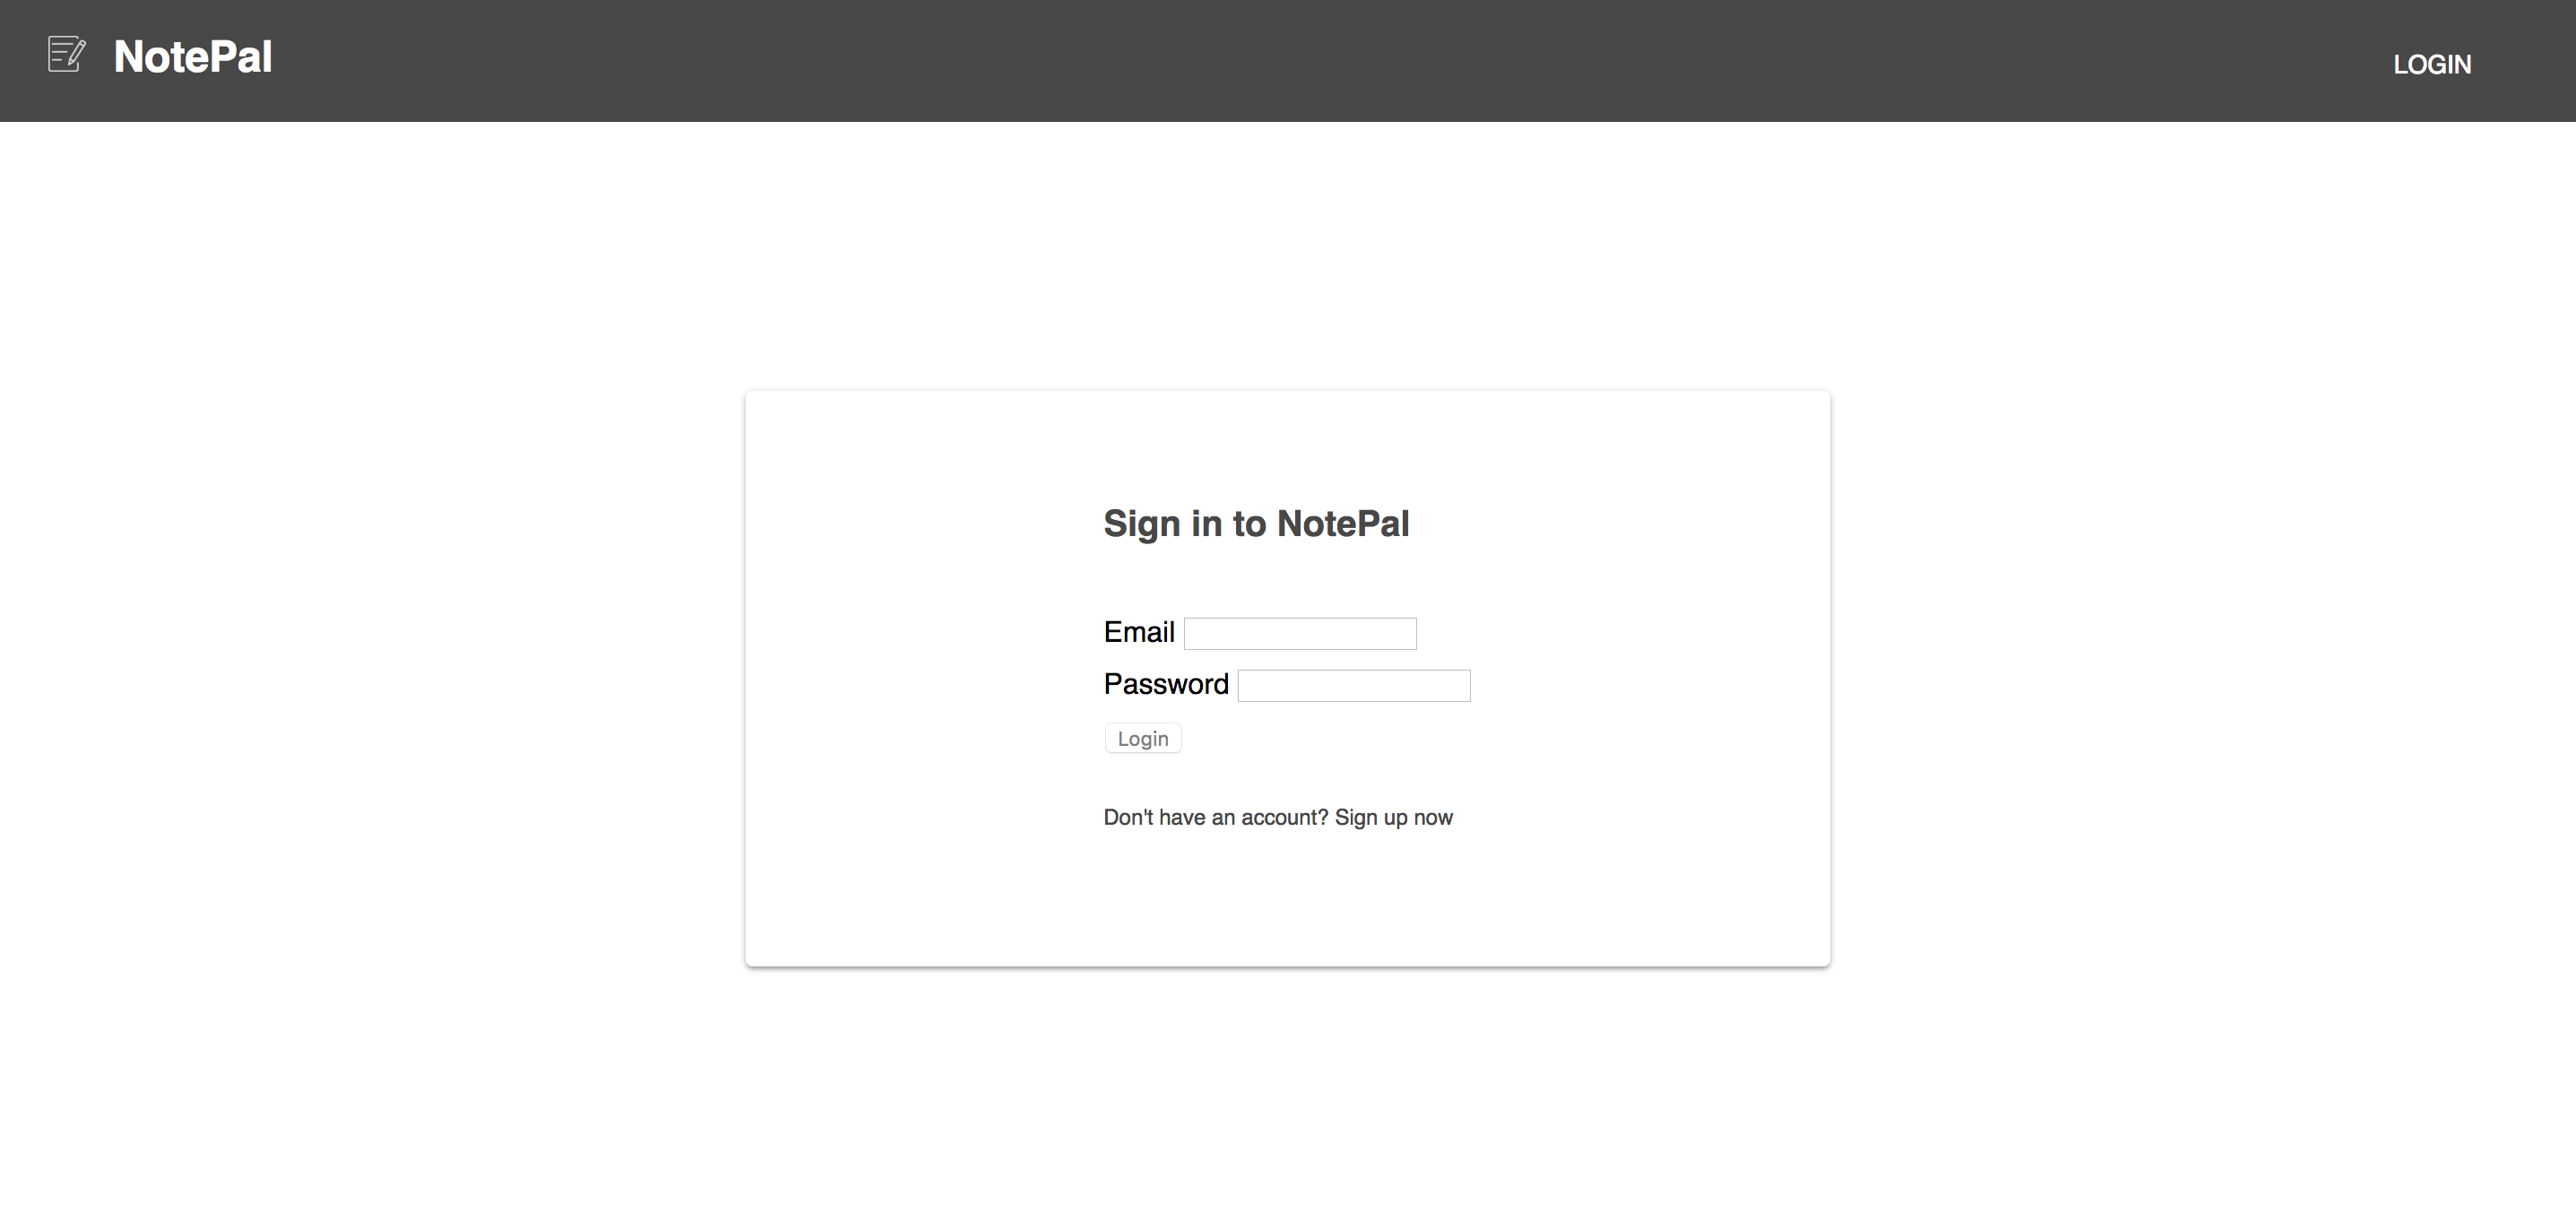 NotePal
LOGIN
Sign in to NotePal
Email
Password
Login
Don't have an account? Sign up now